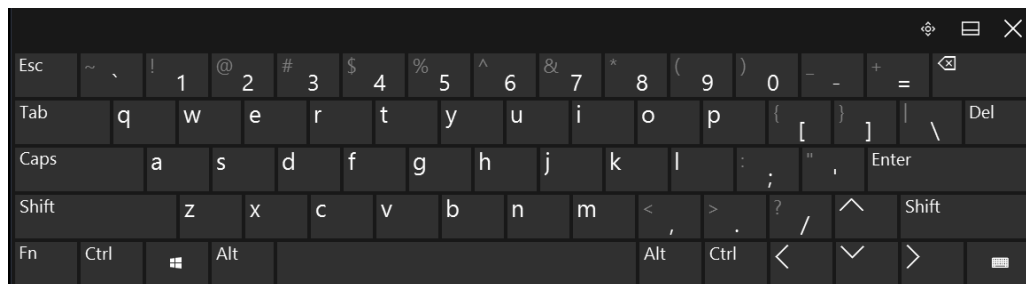 Esc ~ ` ! 1 @ 2 # 3 $ 4 % 5 ^ 6 & 7 * 8 ( 9 ) 0 _ - + =
Tab q w e r t y u i o p { [ } ] | \ Del
Caps a s d f g h j k l : ; " ' Enter
Shift z x c v b n m < , > . ? / Shift
Fn Ctrl Alt Alt Ctrl